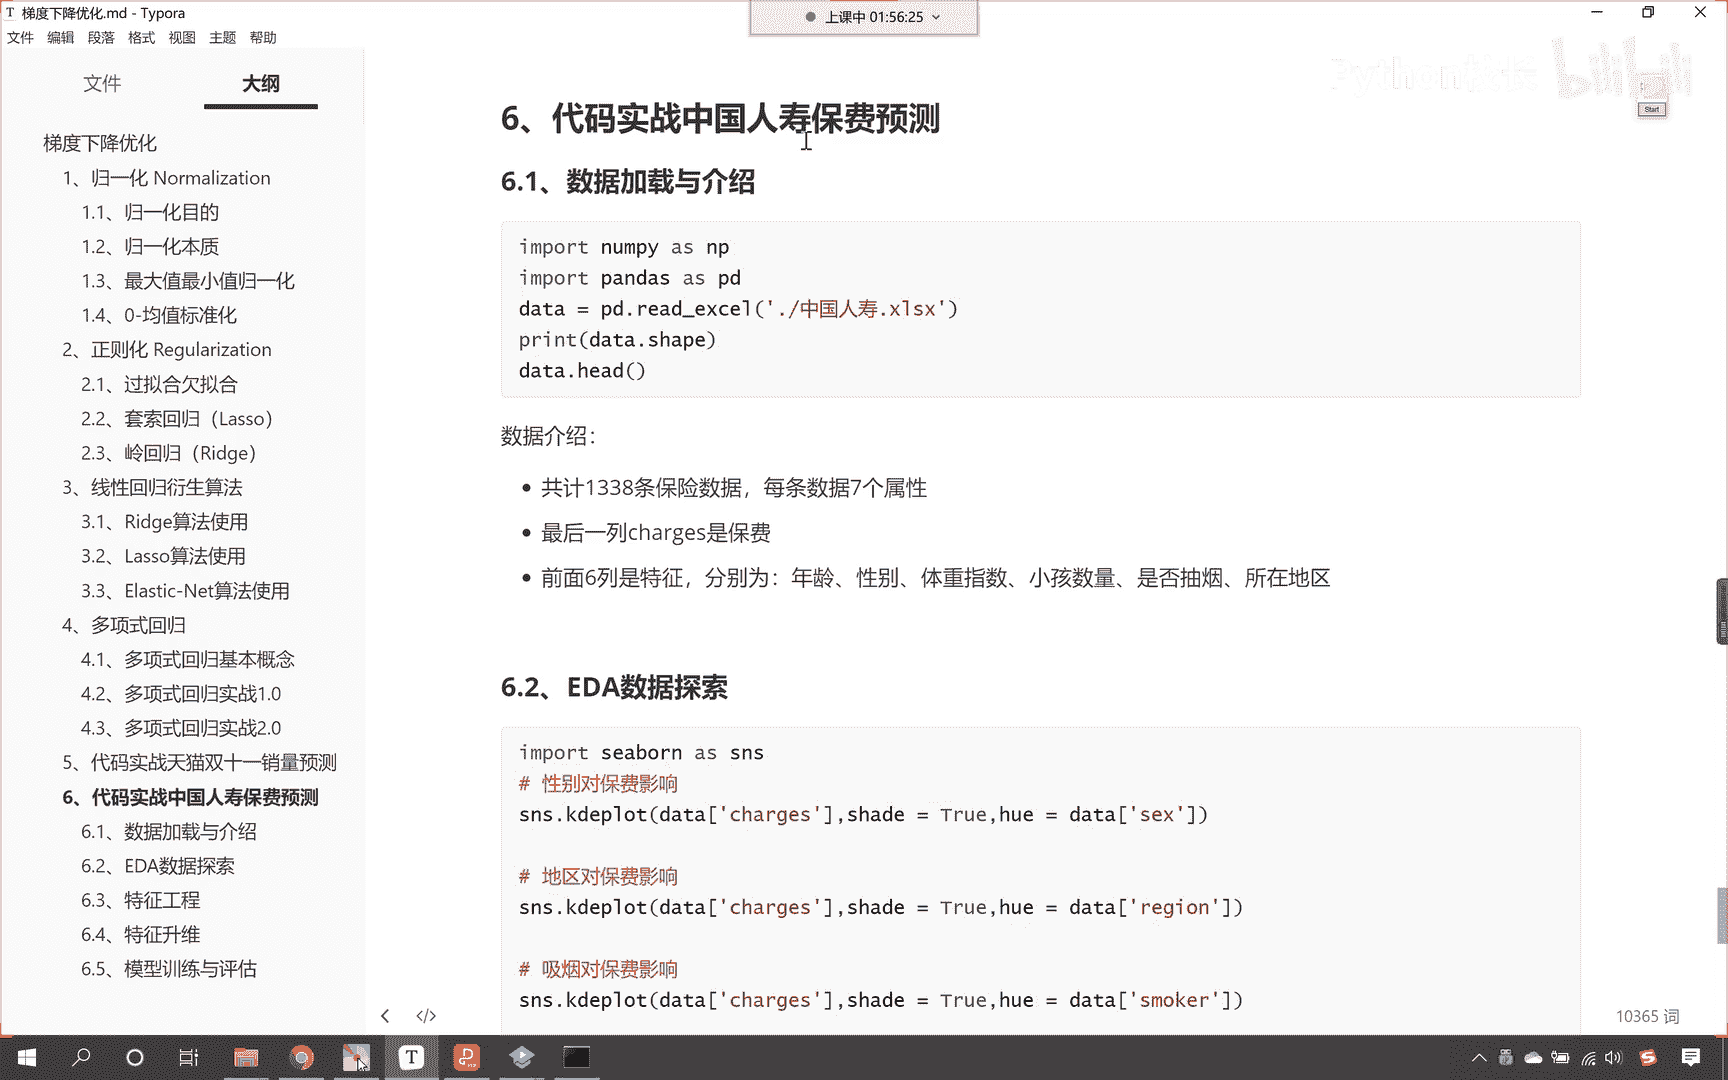 梯度下降优化.md - Typora
上课中 01:56:25
文件 编辑 段落 格式 视图 主题 帮助
文件 大纲
梯度下降优化
1、归一化 Normalization
1.1、归一化目的
1.2、归一化本质
1.3、最大值最小值归一化
1.4、0-均值标准化
2、正则化 Regularization
2.1、过拟合欠拟合
2.2、套索回归（Lasso）
2.3、岭回归（Ridge）
3、线性回归衍生算法
3.1、Ridge算法使用
3.2、Lasso算法使用
3.3、Elastic-Net算法使用
4、多项式回归
4.1、多项式回归基本概念
4.2、多项式回归实战1.0
4.3、多项式回归实战2.0
5、代码实战天猫双十一销量预测
6、代码实战中国人寿保费预测
6.1、数据加载与介绍
6.2、EDA数据探索
6.3、特征工程
6.4、特征升维
6.5、模型训练与评估
bilibili
Start
6、代码实战中国人寿保费预测
6.1、数据加载与介绍
import numpy as np
import pandas as pd
data = pd.read_excel('./中国人寿.xlsx')
print(data.shape)
data.head()
数据介绍：
共计1338条保险数据，每条数据7个属性
最后一列charges是保费
前面6列是特征，分别为：年龄、性别、体重指数、小孩数量、是否抽烟、所在地区
6.2、EDA数据探索
import seaborn as sns
# 性别对保费影响
sns.kdeplot(data['charges'],shade = True,hue = data['sex'])
# 地区对保费影响
sns.kdeplot(data['charges'],shade = True,hue = data['region'])
# 吸烟对保费影响
sns.kdeplot(data['charges'],shade = True,hue = data['smoker'])
10365 词